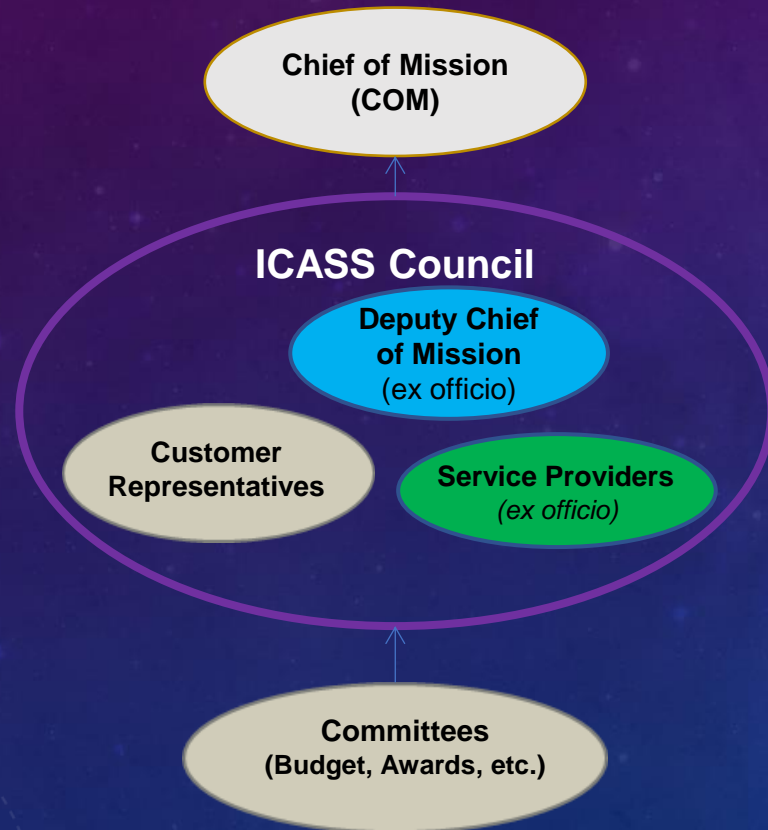 Chief of Mission
(COM)
ICASS Council
Deputy Chief
of Mission
(ex officio)
Customer
Representatives
Service Providers
(ex officio)
Committees
(Budget, Awards, etc.)